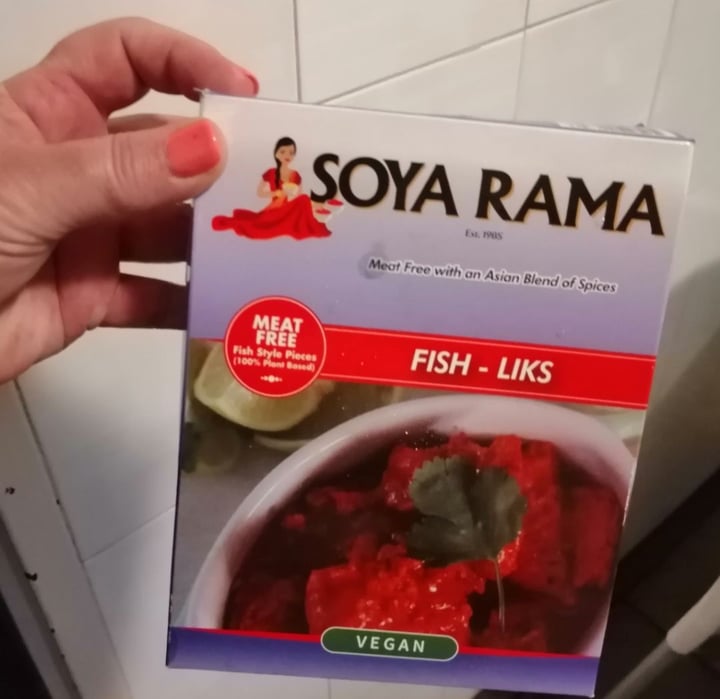 SOYA RAMA
Est. 1985
Meat Free with an Asian Blend of Spices
MEAT
FREE
Fish Style Pieces
(100% Plant Based)
FISH - LIKS
VEGAN